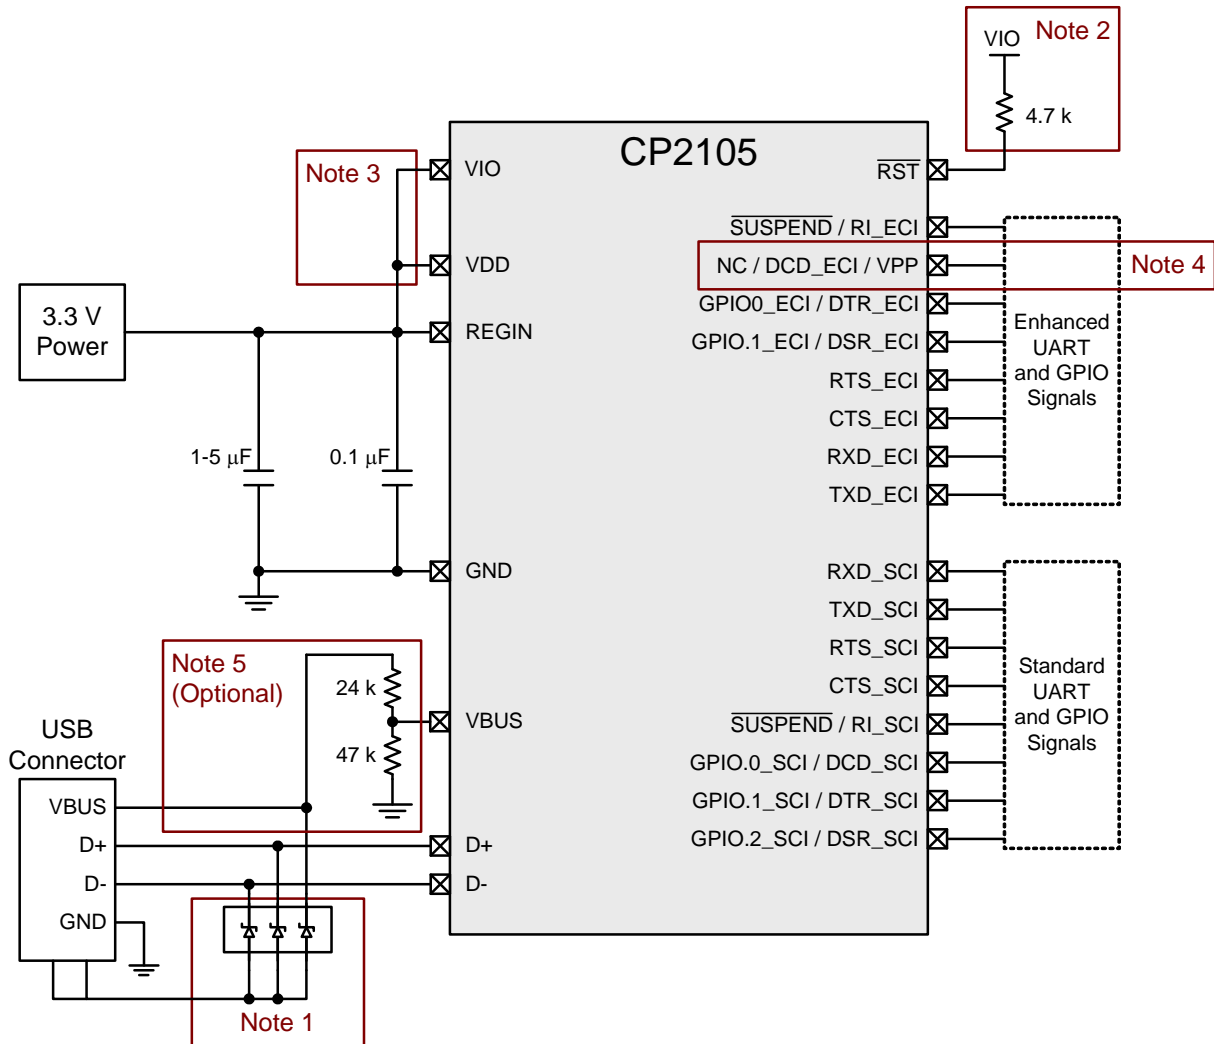 Note 2
VIO
4.7 k
CP2105
Note 3
VIO
VDD
3.3 V
Power
REGIN
1-5 μF
0.1 μF
GND
Note 5
(Optional)
24 k
47 k
VBUS
USB
Connector
VBUS
D+
D-
GND
D+
D-
Note 1
RST
SUSPEND / RI_ECI
NC / DCD_ECI / VPP
Note 4
GPIO0_ECI / DTR_ECI
GPIO.1_ECI / DSR_ECI
RTS_ECI
CTS_ECI
RXD_ECI
TXD_ECI
Enhanced
UART
and GPIO
Signals
RXD_SCI
TXD_SCI
RTS_SCI
CTS_SCI
SUSPEND / RI_SCI
GPIO.0_SCI / DCD_SCI
GPIO.1_SCI / DTR_SCI
GPIO.2_SCI / DSR_SCI
Standard
UART
and GPIO
Signals